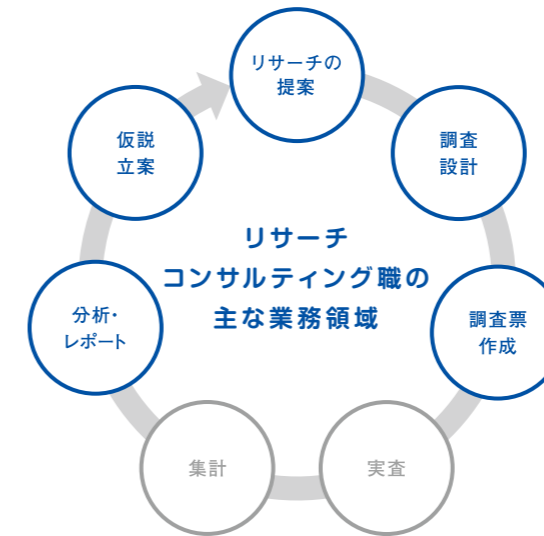 リサーチの
提案
調査
設計
調査票
作成
実査
集計
分析・
レポート
仮説
立案
リサーチ
コンサルティング職の
主な業務領域